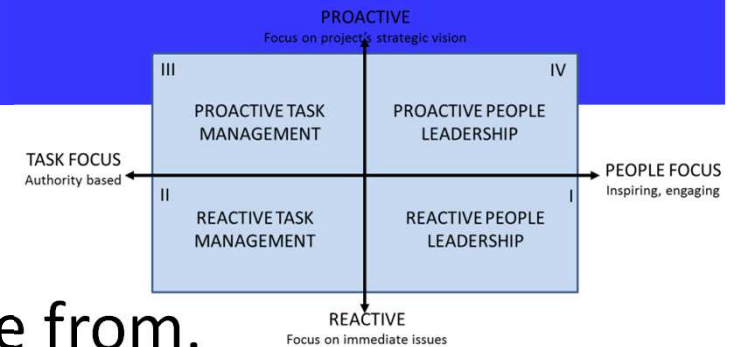 PROACTIVE
Focus on project's strategic vision
III
IV
PROACTIVE TASK
MANAGEMENT
PROACTIVE PEOPLE
LEADERSHIP
TASK FOCUS
Authority based
PEOPLE FOCUS
Inspiring, engaging
II
I
REACTIVE TASK
MANAGEMENT
REACTIVE PEOPLE
LEADERSHIP
e from.
REACTIVE
Focus on immediate issues